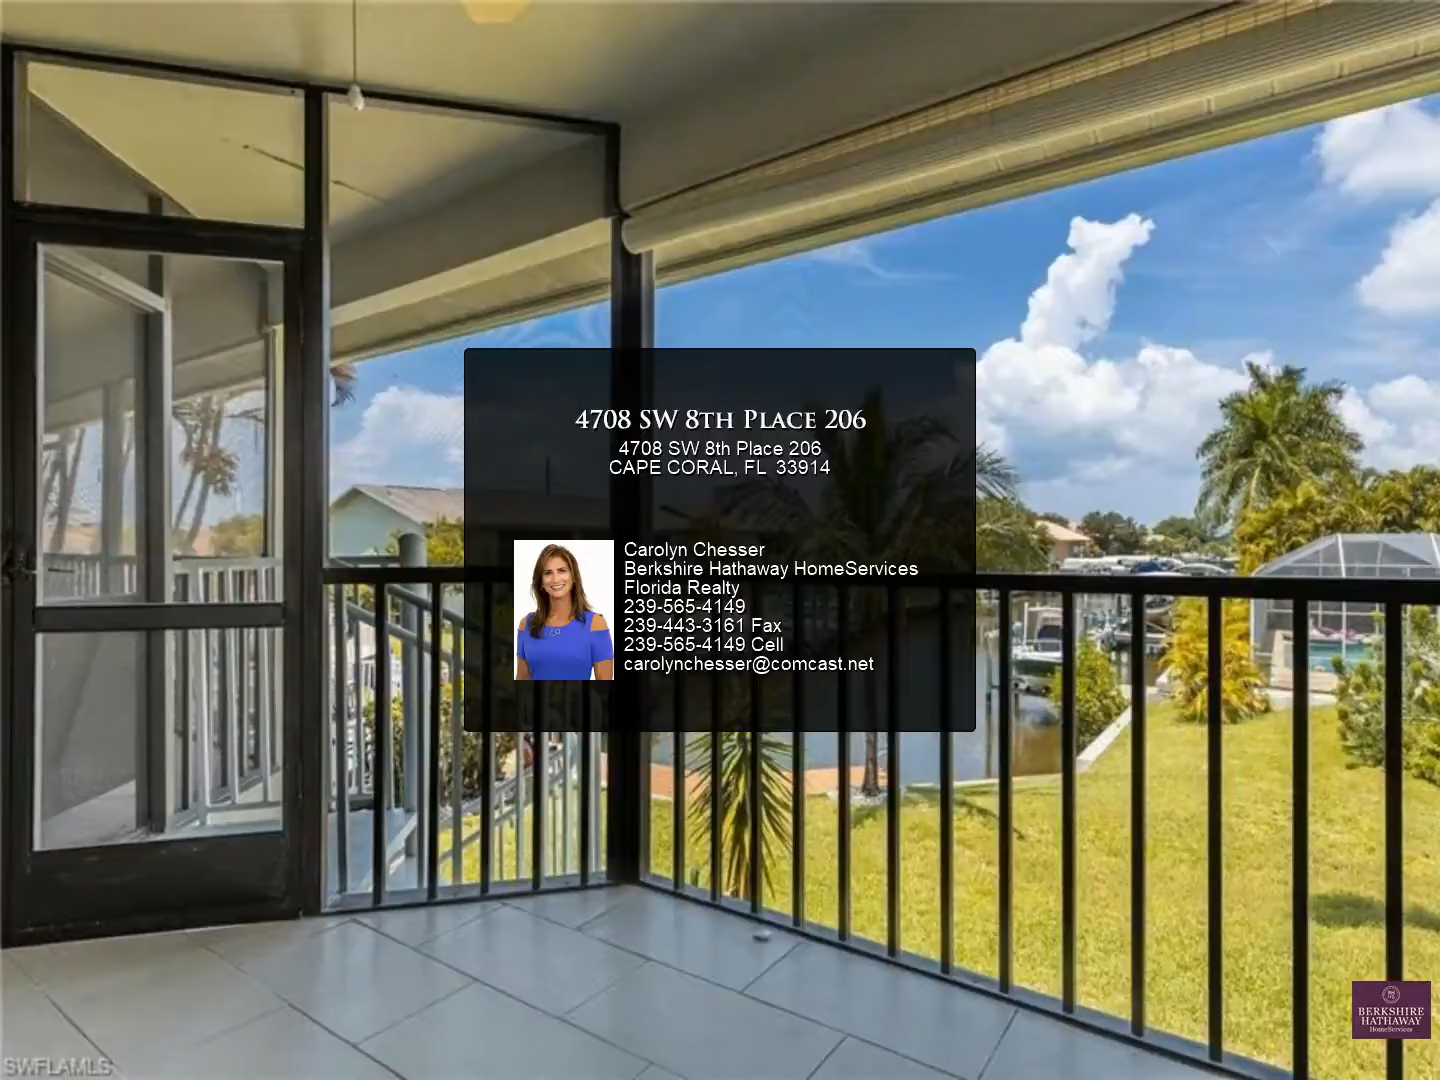 4708 SW 8TH PLACE 206
4708 SW 8th Place 206
CAPE CORAL, FL 33914
Carolyn Chesser
Berkshire Hathaway HomeServices
Florida Realty
239-565-4149
239-443-3161 Fax
239-565-4149 Cell
carolynchesser@comcast.net
BERKSHIRE
HATHAWAY
HomeServices
SWFLAMLS